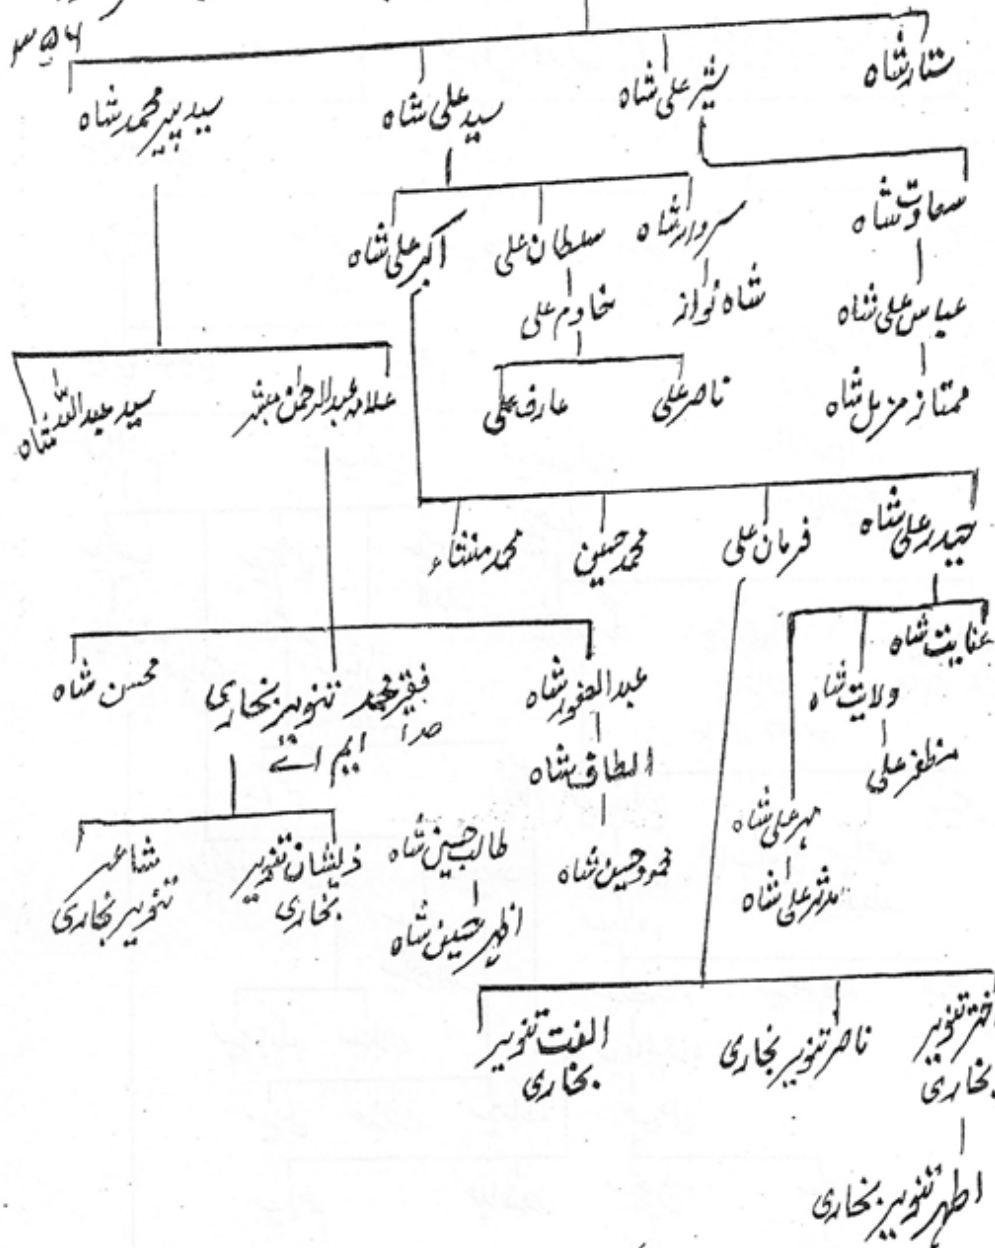 ستار شاہ
شیر علی شاہ
سید علی شاہ
سید پیر محمد شاہ
سعادت شاہ
سردار شاہ
سلطان علی
اکبر علی شاہ
عباس علی شاہ
شاہ نواز
خادم علی
ممتاز مزمل شاہ
ناصر علی
عارف علی
علامہ عبدالرحمٰن مبشر
سید عبداللہ شاہ
حیدر علی شاہ
فرمان علی
محمد حسین
محمد منشاء
عنایت شاہ
ولایت شاہ
مظفر علی
مہر علی شاہ
مدثر علی شاہ
عبدالغفور شاہ
فقیر محمد تنویر بخاری
ایم اے
محسن شاہ
الطاف شاہ
محمود حسین شاہ
طالب حسین شاہ
اظہر حسین شاہ
ذیشان تنویر
بخاری
شاعر
تنویر بخاری
اختر تنویر
بخاری
ناصر تنویر بخاری
الفت تنویر
بخاری
اطہر تنویر بخاری